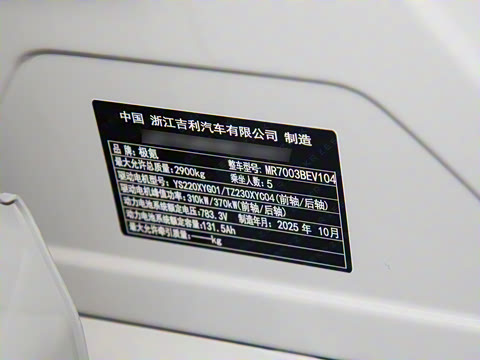 中国 浙江吉利汽车有限公司 制造
品牌:极氪 整车型号:MR7003BEV104
最大允许总质量:2900kg 乘坐人数:5
驱动电机型号:YS220XYG01/TZ230XYC04(前轴/后轴)
驱动电机峰值功率:310kW/370kW(前轴/后轴)
动力电池系统额定电压:783.3V 制造年月:2025年 10月
动力电池系统额定容量:131.5Ah
最大允许牵引质量:——kg